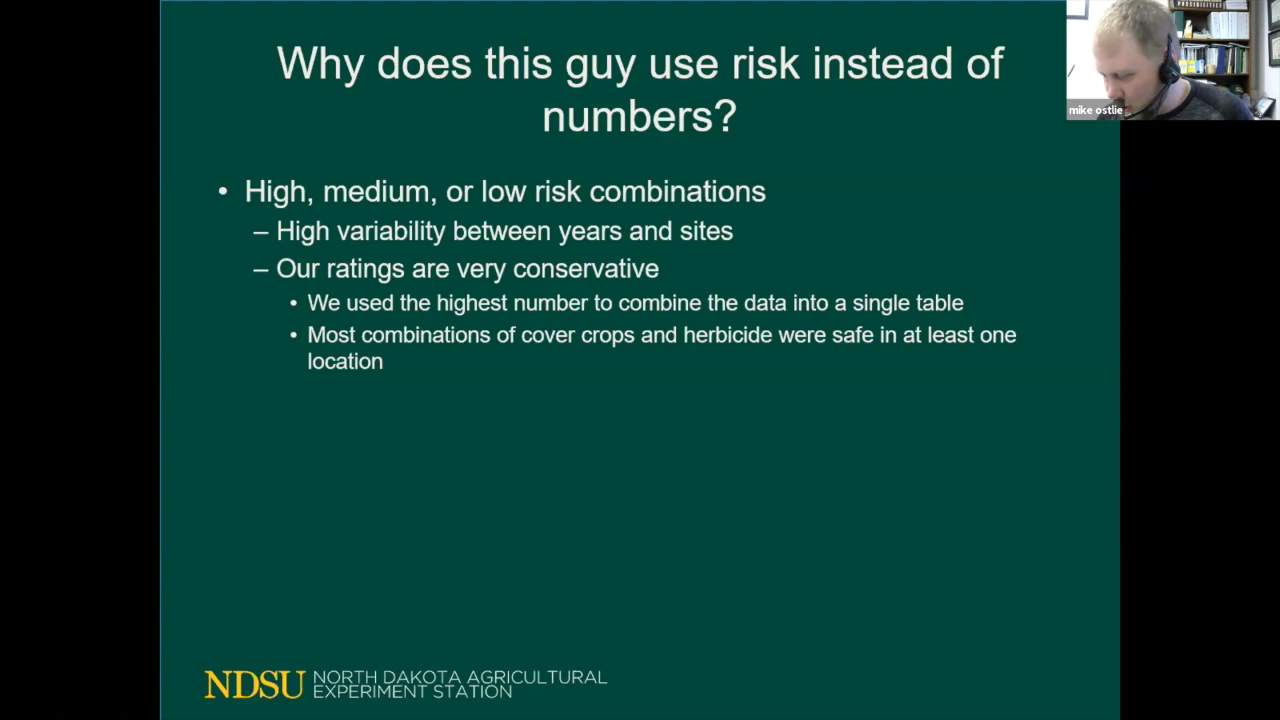 Why does this guy use risk instead of
numbers?
• High, medium, or low risk combinations
– High variability between years and sites
– Our ratings are very conservative
• We used the highest number to combine the data into a single table
• Most combinations of cover crops and herbicide were safe in at least one
location
NDSU NORTH DAKOTA AGRICULTURAL
EXPERIMENT STATION
POSSIBILITIES
mike ostlie